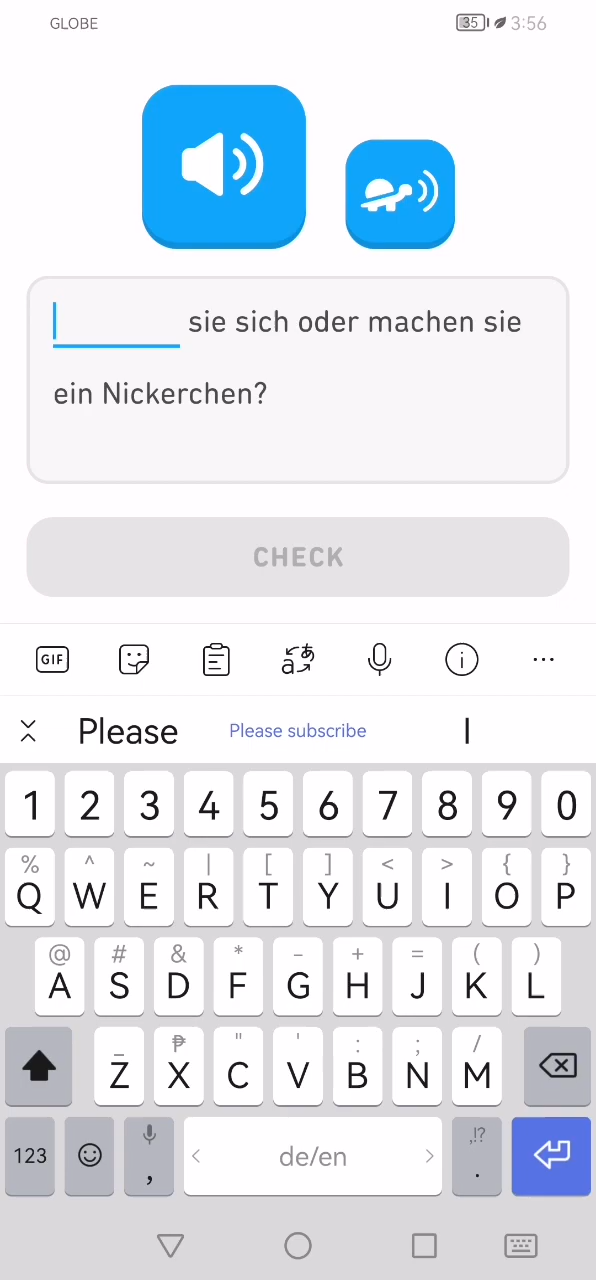 GLOBE 35 3:56
sie sich oder machen sie
ein Nickerchen?
CHECK
GIF
Please Please subscribe I
1 2 3 4 5 6 7 8 9 0
% ^ ~ | [ ] < > { }
Q W E R T Y U I O P
@ # & * - + = ( )
A S D F G H J K L
_ ₱ " ' : ; /
Z X C V B N M
123 , < de/en > ,!? .